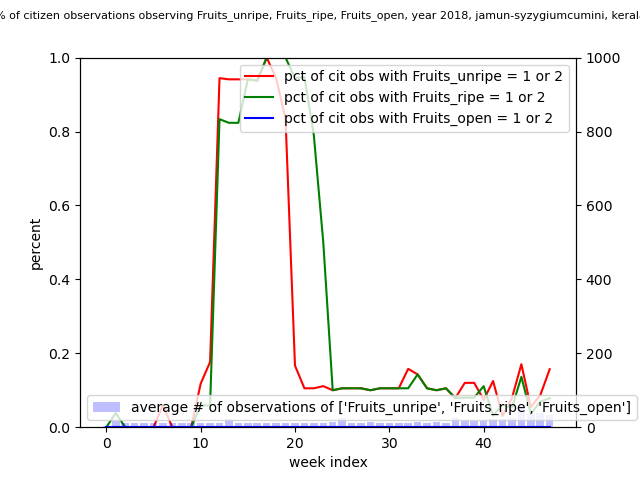 % of citizen observations observing Fruits_unripe, Fruits_ripe, Fruits_open, year 2018, jamun-syzygiumcumini, kerala
pct of cit obs with Fruits_unripe = 1 or 2
pct of cit obs with Fruits_ripe = 1 or 2
pct of cit obs with Fruits_open = 1 or 2
average # of observations of ['Fruits_unripe', 'Fruits_ripe', 'Fruits_open']
percent
1.0
0.8
0.6
0.4
0.2
0.0
1000
800
600
400
200
0
0 10 20 30 40
week index